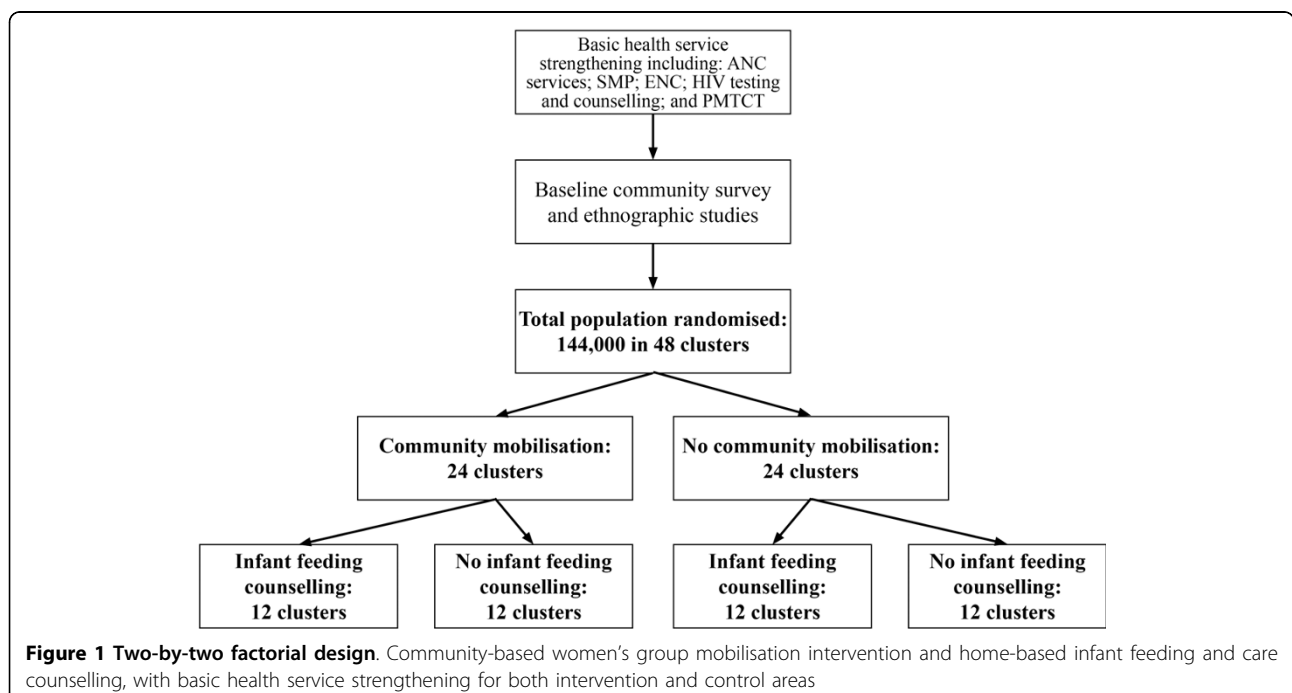 Basic health service
strengthening including: ANC
services; SMP; ENC; HIV testing
and counselling; and PMTCT
Baseline community survey
and ethnographic studies
Total population randomised:
144,000 in 48 clusters
Community mobilisation:
24 clusters
No community mobilisation:
24 clusters
Infant feeding
counselling:
12 clusters
No infant feeding
counselling:
12 clusters
Infant feeding
counselling:
12 clusters
No infant feeding
counselling:
12 clusters
Figure 1 Two-by-two factorial design. Community-based women's group mobilisation intervention and home-based infant feeding and care
counselling, with basic health service strengthening for both intervention and control areas